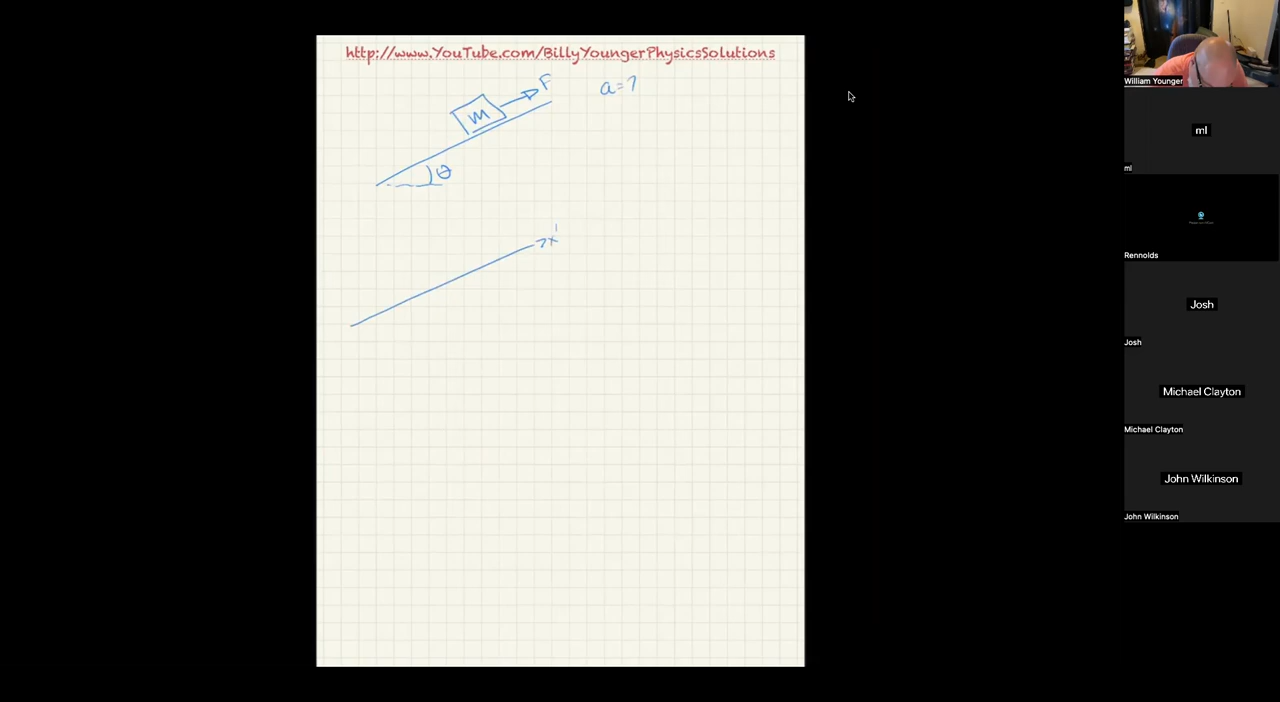 http://www.YouTube.com/BillyYoungerPhysicsSolutions
F
a=?
m
θ
x'
William Younger
ml
ml
Rennolds
Josh
Josh
Michael Clayton
Michael Clayton
John Wilkinson
John Wilkinson